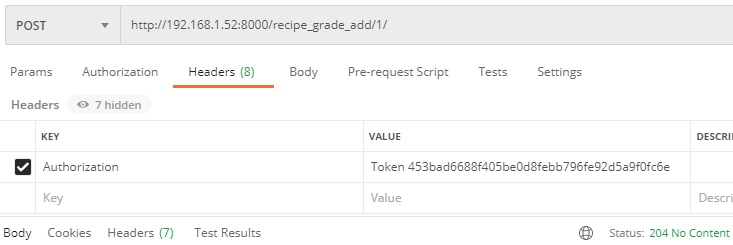 POST http://192.168.1.52:8000/recipe_grade_add/1/
Params Authorization Headers (8) Body Pre-request Script Tests Settings
Headers 7 hidden
KEY VALUE DESCRI
Authorization Token 453bad6688f405be0d8febb796fe92d5a9f0fc6e
Key Value Descri
Body Cookies Headers (7) Test Results Status: 204 No Content